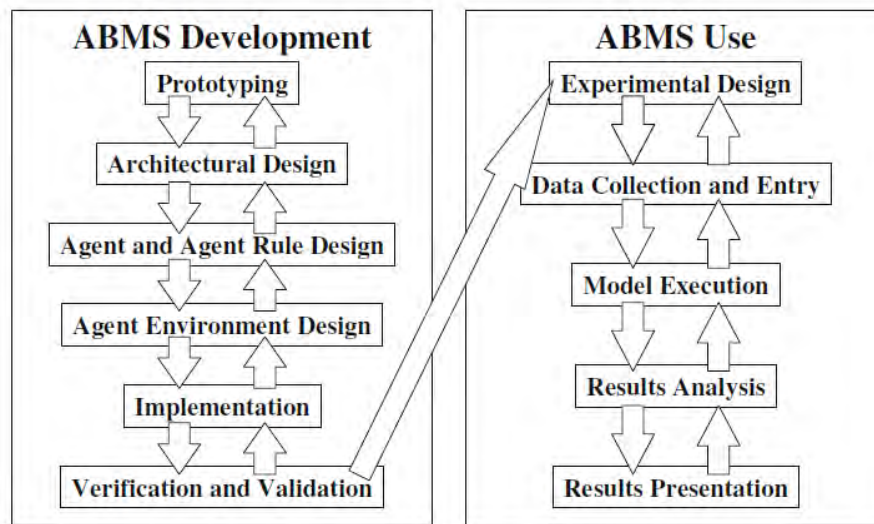 ABMS Development
Prototyping
Architectural Design
Agent and Agent Rule Design
Agent Environment Design
Implementation
Verification and Validation
ABMS Use
Experimental Design
Data Collection and Entry
Model Execution
Results Analysis
Results Presentation